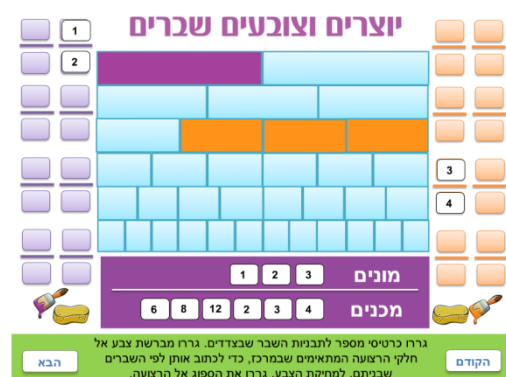 יוצרים וצובעים שברים
1
2
3
4
מונים 3 2 1
מכנים 4 3 2 12 8 6
גררו כרטיסי מספר לתבניות השבר שבצדדים. גררו מברשת צבע אל
חלקי הרצועה המתאימים שבמרכז, כדי לכתוב אותן לפי השברים
שבניתם. למחיקת הצבע, גררו את הספוג אל הרצועה.
הקודם
הבא